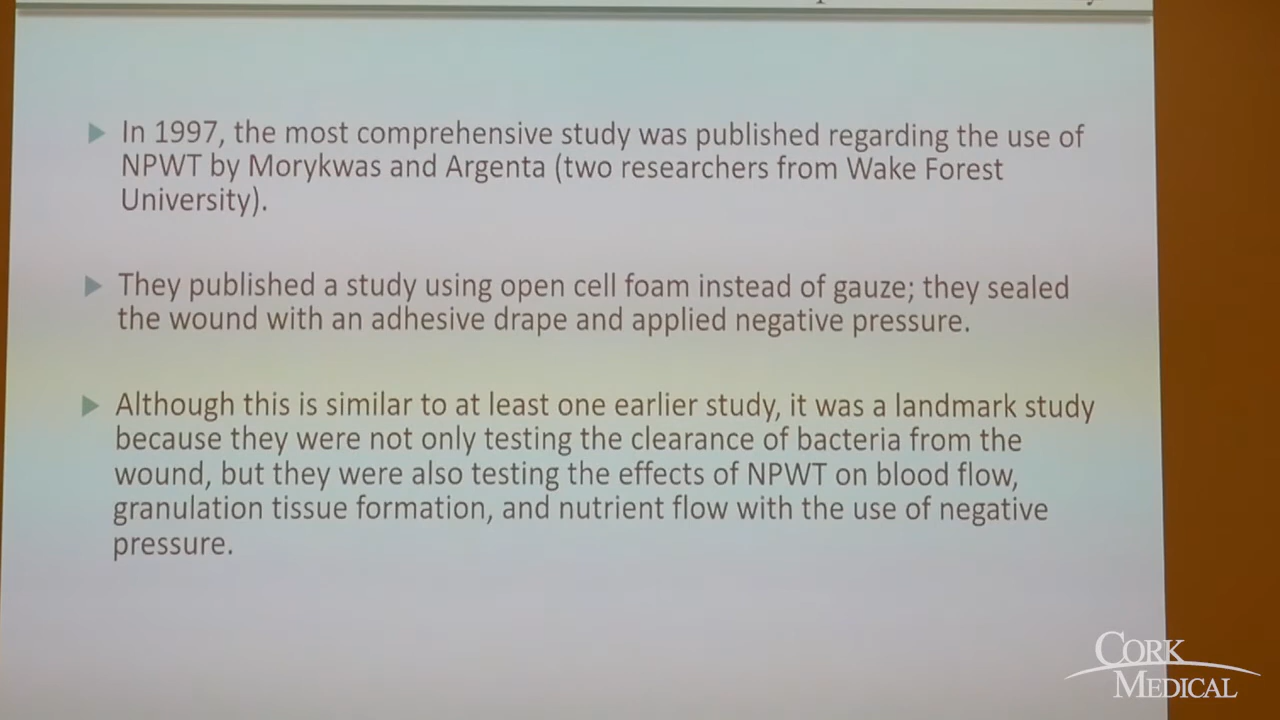 In 1997, the most comprehensive study was published regarding the use of
NPWT by Morykwas and Argenta (two researchers from Wake Forest
University).
They published a study using open cell foam instead of gauze; they sealed
the wound with an adhesive drape and applied negative pressure.
Although this is similar to at least one earlier study, it was a landmark study
because they were not only testing the clearance of bacteria from the
wound, but they were also testing the effects of NPWT on blood flow,
granulation tissue formation, and nutrient flow with the use of negative
pressure.
CORK
MEDICAL